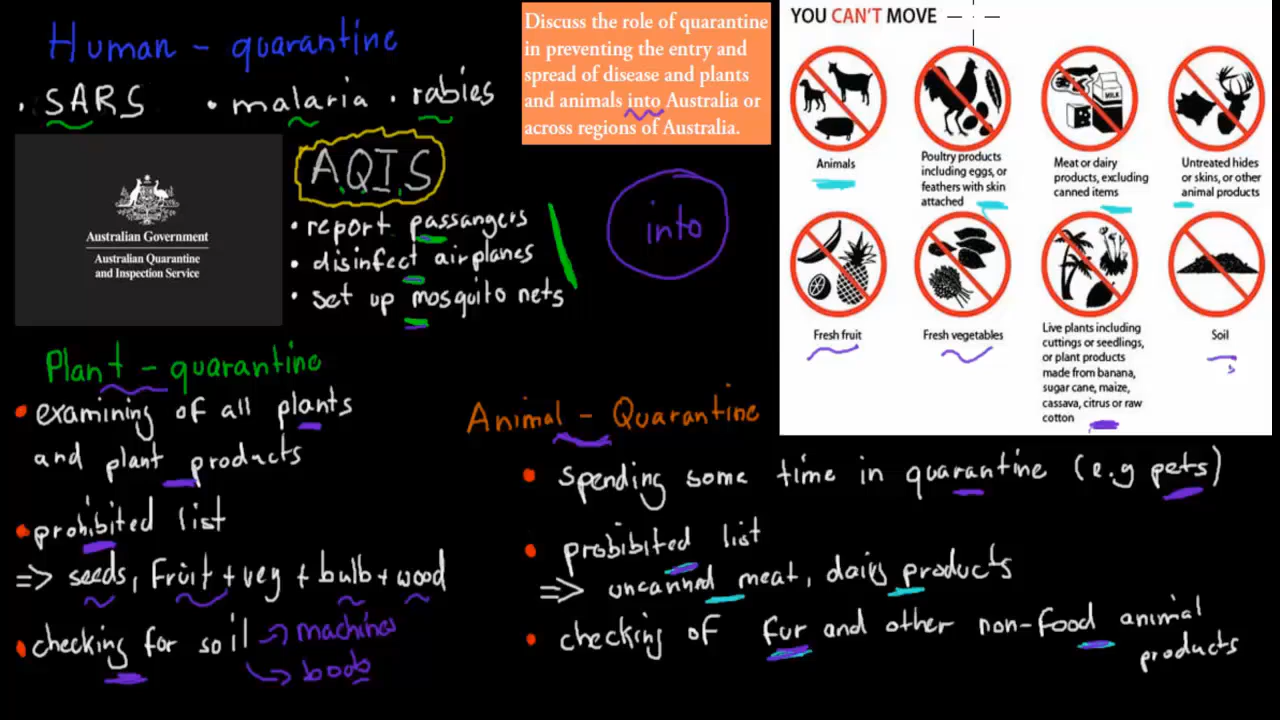 Human - quarantine
• SARS • malaria • rabies
Australian Government
Australian Quarantine
and Inspection Service
AQIS
• report passangers
• disinfect airplanes
• set up mosquito nets
Discuss the role of quarantine
in preventing the entry and
spread of disease and plants
and animals into Australia or
across regions of Australia.
into
YOU CAN'T MOVE
Animals
Poultry products
including eggs, or
feathers with skin
attached
MILK
Meat or dairy
products, excluding
canned items
Untreated hides
or skins, or other
animal products
Fresh fruit
Fresh vegetables
Live plants including
cuttings or seedlings,
or plant products
made from banana,
sugar cane, maize,
cassava, citrus or raw
cotton
Soil
Plant - quarantine
• examining of all plants
and plant products
• prohibited list
=> seeds, Fruit + veg + bulb + wood
• checking for soil → machines
→ boob
Animal - Quarantine
• spending some time in quarantine (e.g pets)
• prohibited list
=> uncanned meat, dairy products
• checking of fur and other non-food animal
products